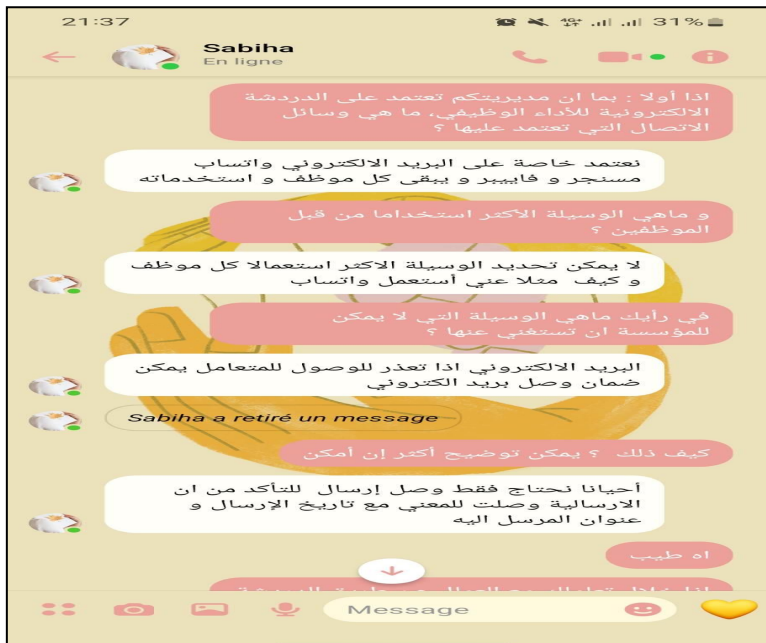 21:37
4G+
31%
Sabiha
En ligne
اذا أولا : بما ان مديريتكم تعتمد على الدردشة
الالكترونية للأداء الوظيفي، ما هي وسائل
الاتصال التي تعتمد عليها ؟
نعتمد خاصة على البريد الالكتروني واتساب
مسنجر و فايبر و يبقى كل موظف و استخدماته
و ماهي الوسيلة الأكثر استخداما من قبل
الموظفين ؟
لا يمكن تحديد الوسيلة الاكثر استعمالا كل موظف
و كيف مثلا عني أستعمل واتساب
في رأيك ماهي الوسيلة التي لا يمكن
للمؤسسة ان تستغني عنها ؟
البريد الالكتروني اذا تعذر للوصول للمتعامل يمكن
ضمان وصل بريد الكتروني
Sabiha a retiré un message
كيف ذلك ؟ يمكن توضيح أكثر إن أمكن
أحيانا نحتاج فقط وصل إرسال للتأكد من ان
الارسالية وصلت للمعني مع تاريخ الإرسال و
عنوان المرسل اليه
اه طيب
Message